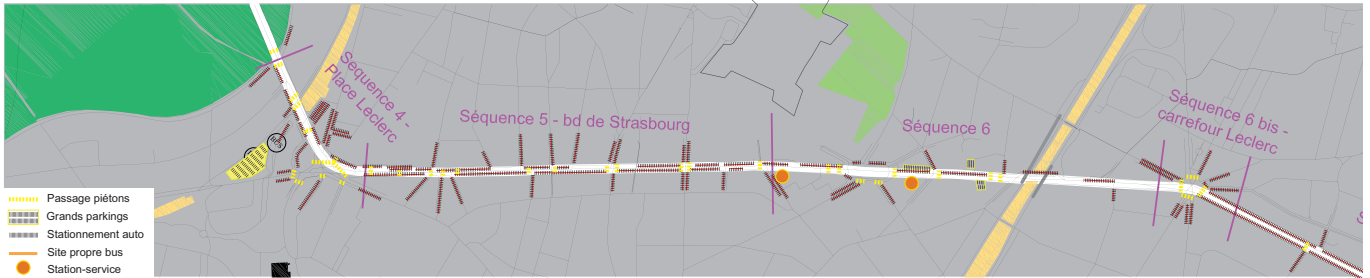 Séquence 4 -
Place Leclerc
Séquence 5 - bd de Strasbourg
Séquence 6
Séquence 6 bis -
carrefour Leclerc
S
Passage piétons
Grands parkings
Stationnement auto
Site propre bus
Station-service